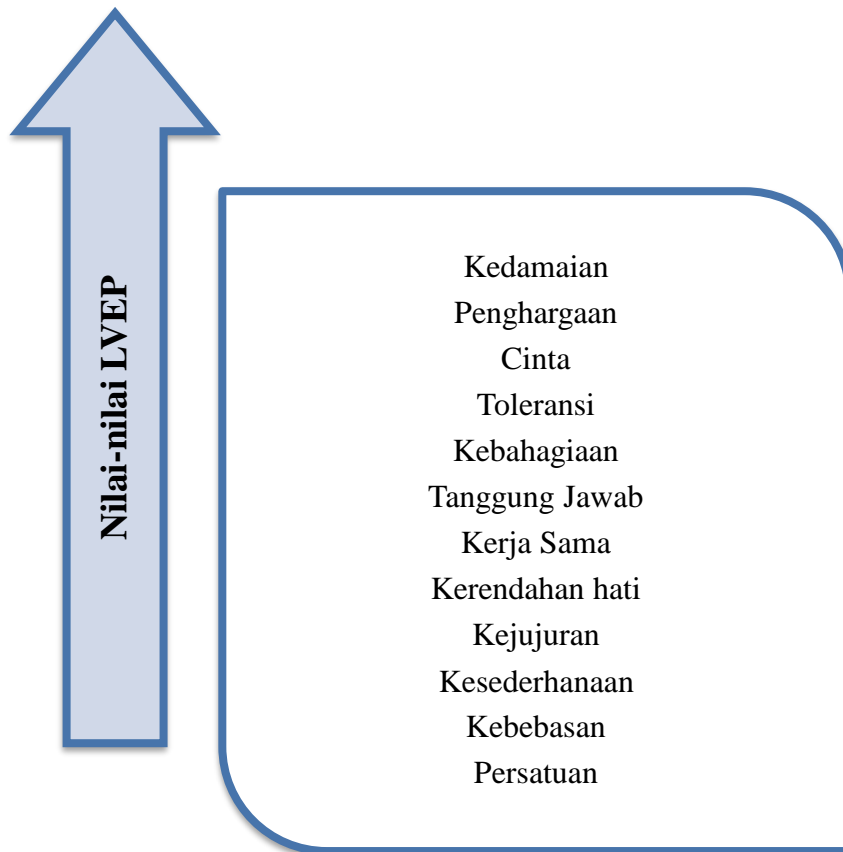 Nilai-nilai LVEP
Kedamaian
Penghargaan
Cinta
Toleransi
Kebahagiaan
Tanggung Jawab
Kerja Sama
Kerendahan hati
Kejujuran
Kesederhanaan
Kebebasan
Persatuan